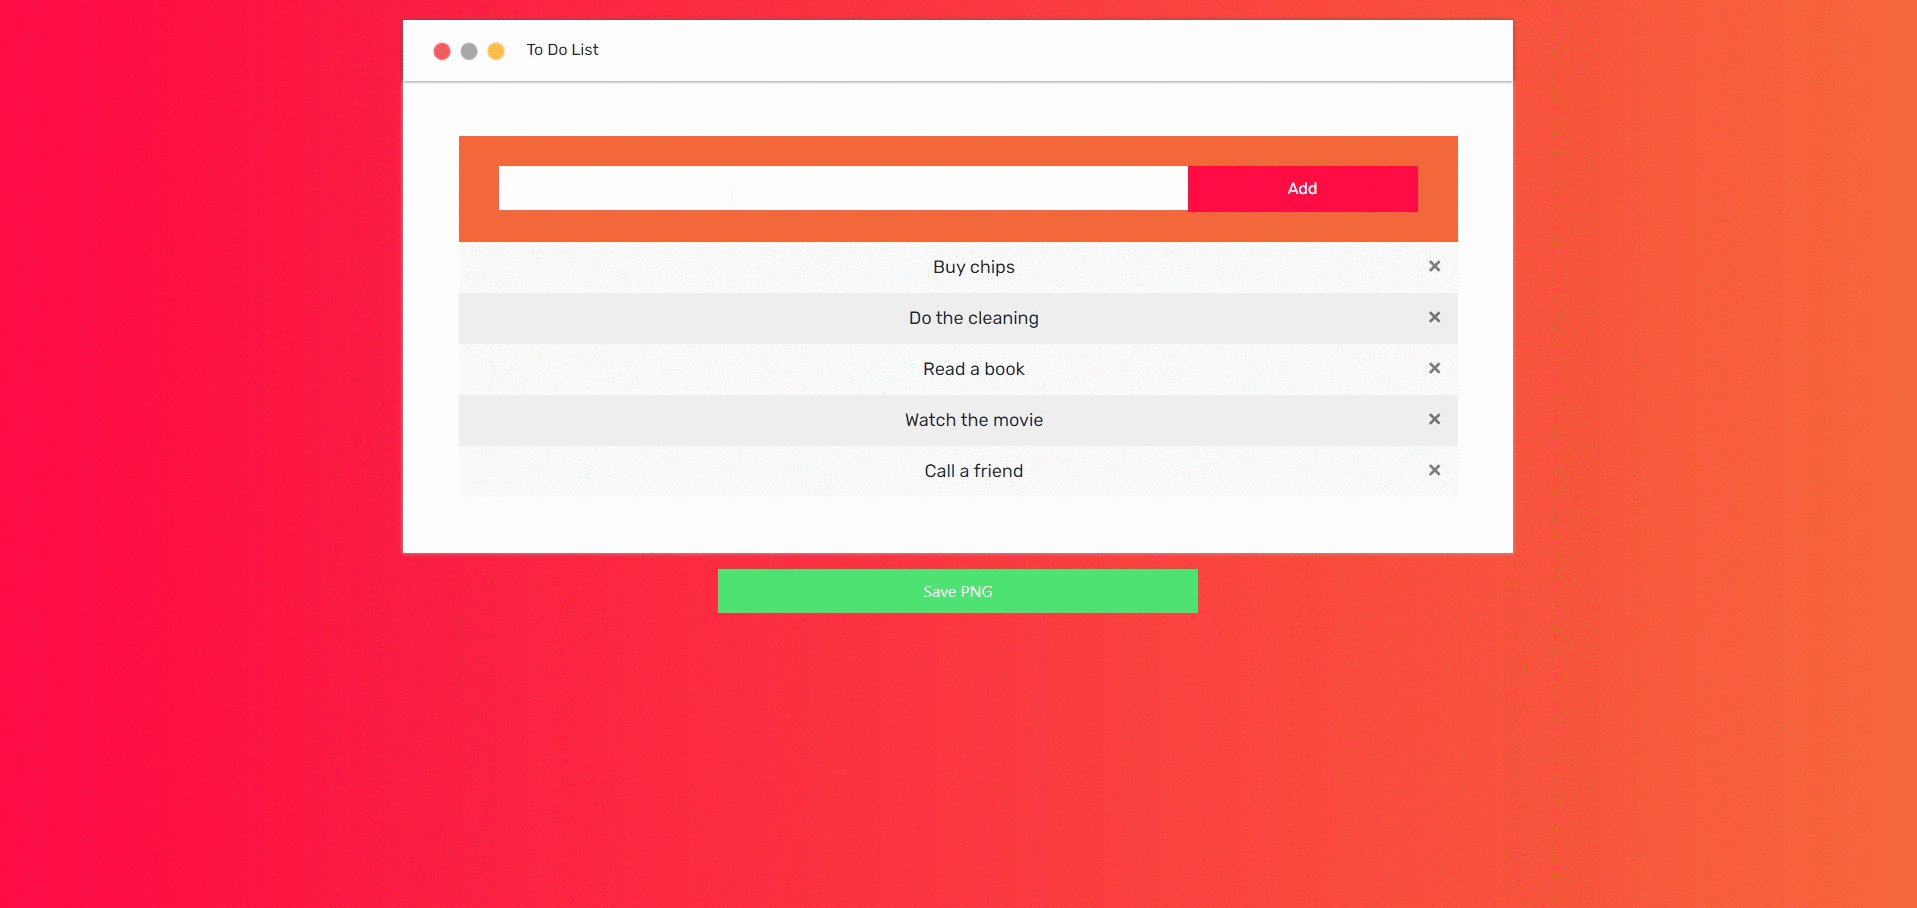 To Do List
Add
Buy chips
Do the cleaning
Read a book
Watch the movie
Call a friend
Save PNG